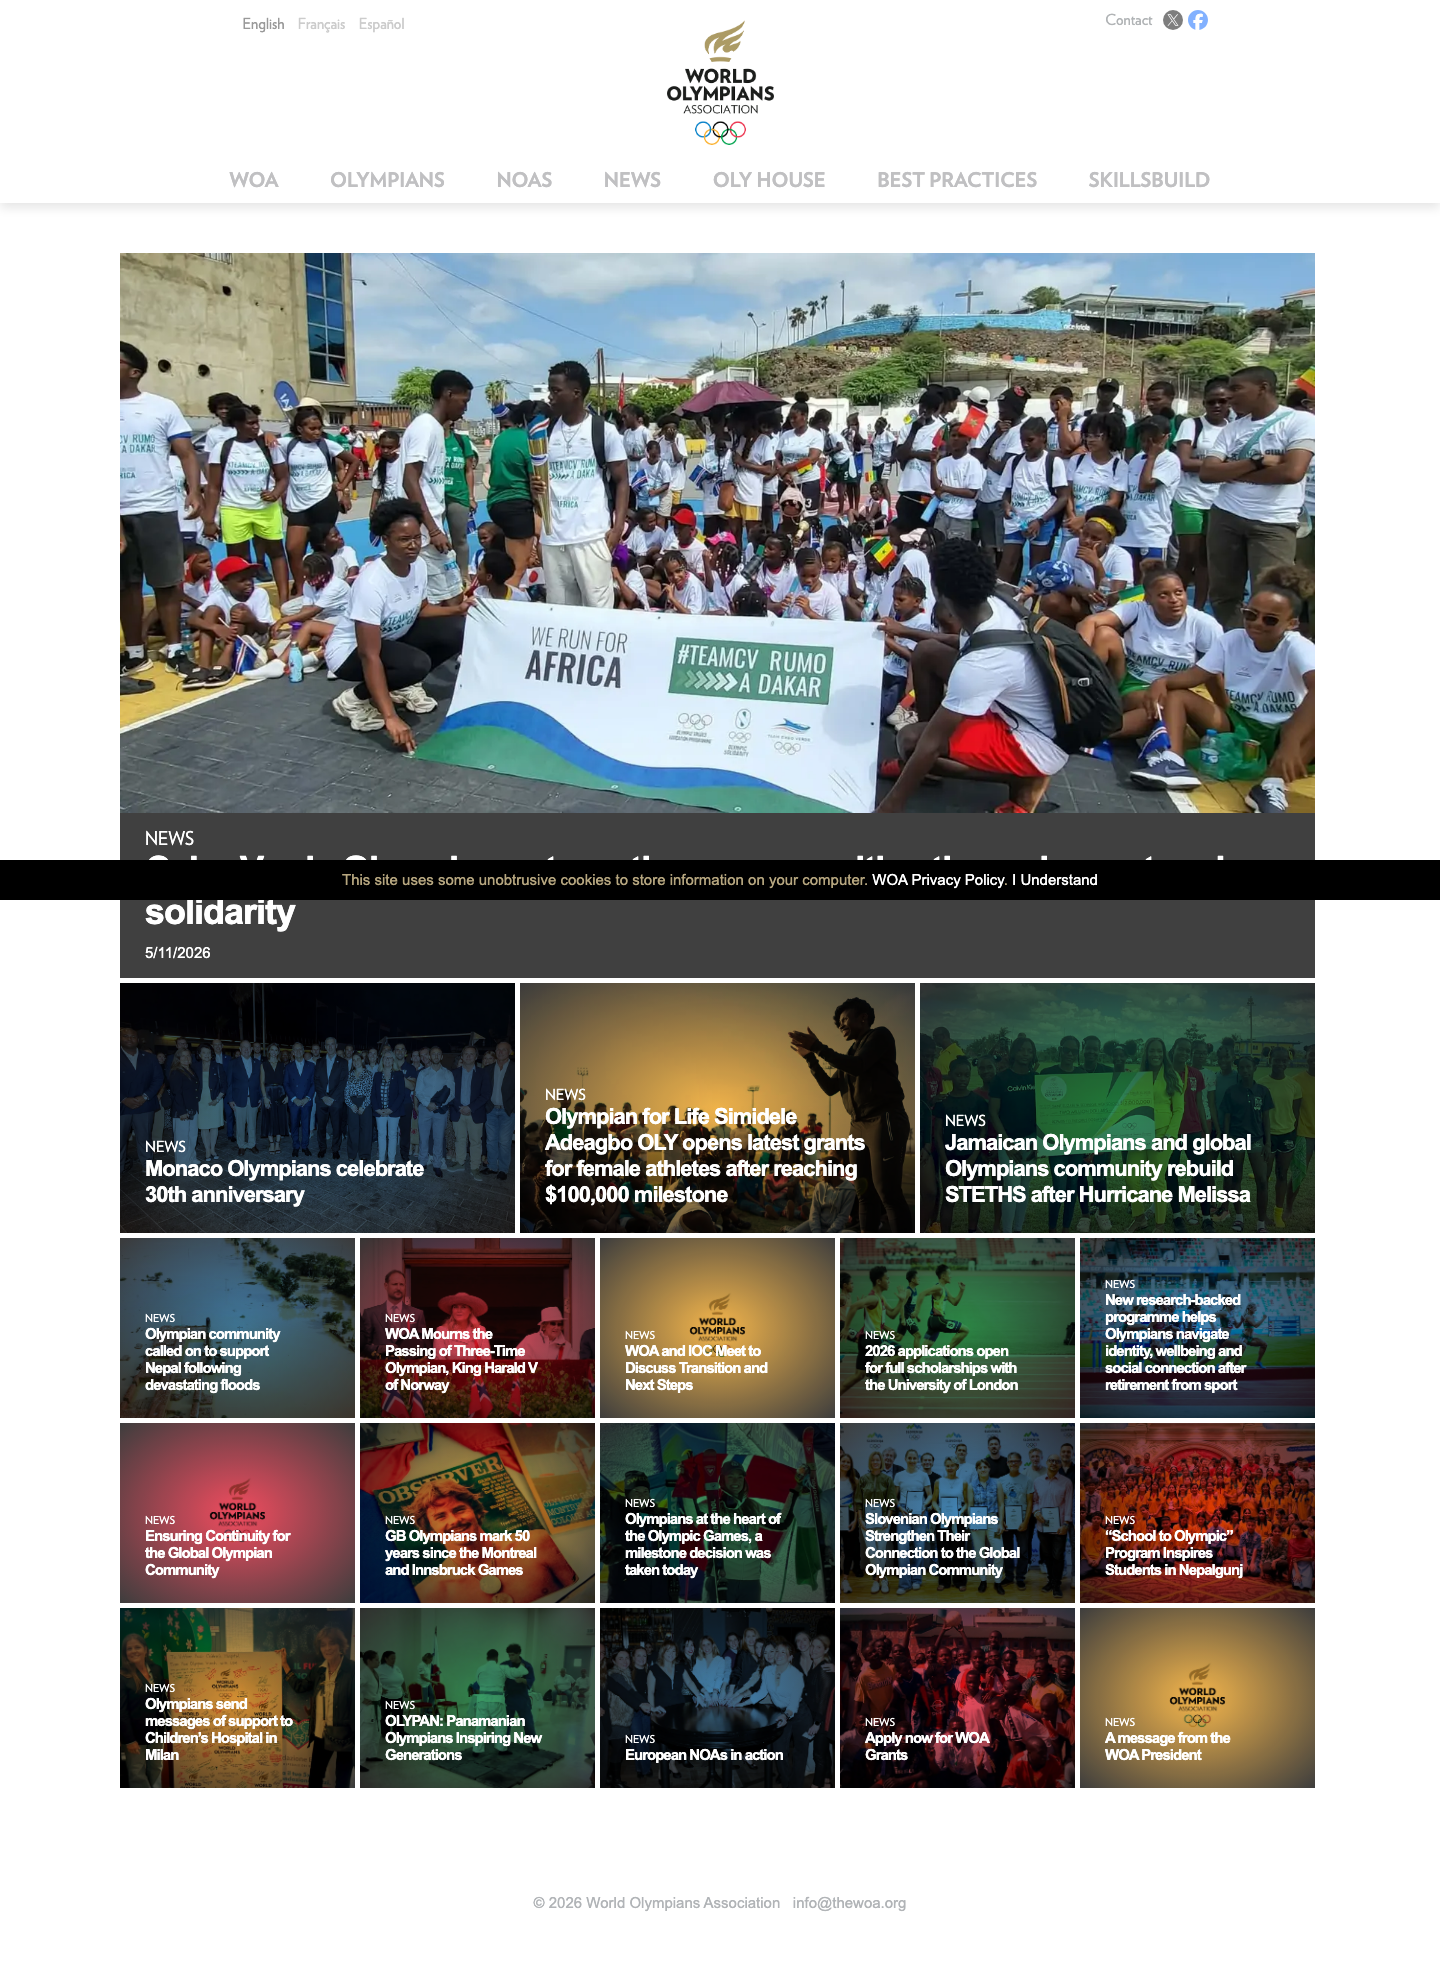 English Français Español
Contact
WORLD
OLYMPIANS
ASSOCIATION
WOA OLYMPIANS NOAS NEWS OLY HOUSE BEST PRACTICES SKILLSBUILD
WE RUN FOR
AFRICA
#TEAMCV RUMO
A DAKAR
NEWS
This site uses some unobtrusive cookies to store information on your computer. WOA Privacy Policy. I Understand
solidarity
5/11/2026
NEWS
Monaco Olympians celebrate
30th anniversary
NEWS
Olympian for Life Simidele
Adeagbo OLY opens latest grants
for female athletes after reaching
$100,000 milestone
NEWS
Jamaican Olympians and global
Olympians community rebuild
STETHS after Hurricane Melissa
NEWS
Olympian community
called on to support
Nepal following
devastating floods
NEWS
WOA Mourns the
Passing of Three-Time
Olympian, King Harald V
of Norway
WORLD
OLYMPIANS
ASSOCIATION
NEWS
WOA and IOC Meet to
Discuss Transition and
Next Steps
NEWS
2026 applications open
for full scholarships with
the University of London
NEWS
New research-backed
programme helps
Olympians navigate
identity, wellbeing and
social connection after
retirement from sport
WORLD
OLYMPIANS
ASSOCIATION
NEWS
Ensuring Continuity for
the Global Olympian
Community
OBSERVER
NEWS
GB Olympians mark 50
years since the Montreal
and Innsbruck Games
NEWS
Olympians at the heart of
the Olympic Games, a
milestone decision was
taken today
NEWS
Slovenian Olympians
Strengthen Their
Connection to the Global
Olympian Community
NEWS
“School to Olympic”
Program Inspires
Students in Nepalgunj
NEWS
Olympians send
messages of support to
Children's Hospital in
Milan
NEWS
OLYPAN: Panamanian
Olympians Inspiring New
Generations
NEWS
European NOAs in action
NEWS
Apply now for WOA
Grants
WORLD
OLYMPIANS
ASSOCIATION
NEWS
A message from the
WOA President
© 2026 World Olympians Association info@thewoa.org